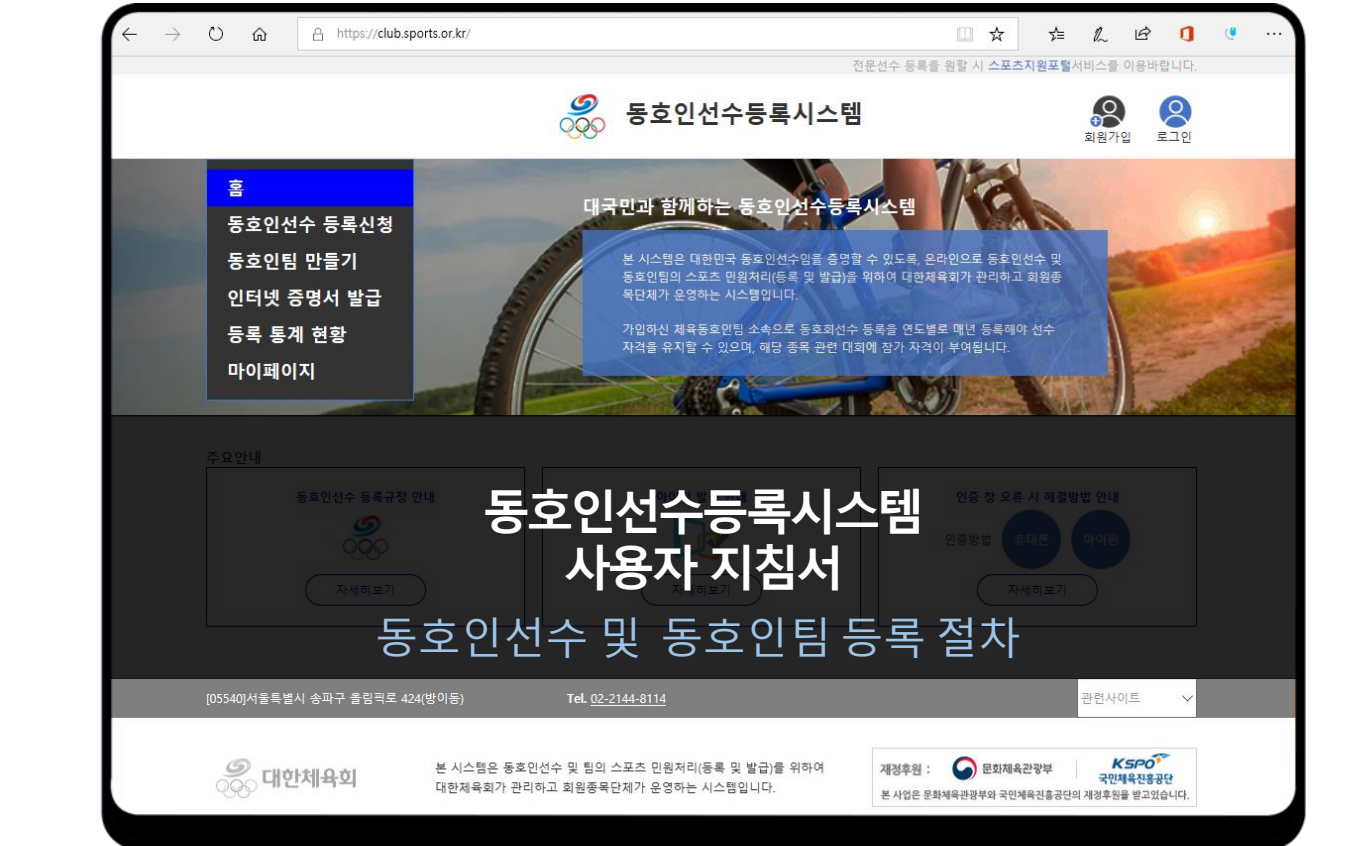 https://club.sports.or.kr/
전문선수 등록을 원할 시 스포츠지원포털서비스를 이용바랍니다.
동호인선수등록시스템
회원가입
로그인
홈
동호인선수 등록신청
동호인팀 만들기
인터넷 증명서 발급
등록 통계 현황
마이페이지
대국민과 함께하는 동호인선수등록시스템
본 시스템은 대한민국 동호인선수임을 증명할 수 있도록, 온라인으로 동호인선수 및
동호인팀의 스포츠 민원처리(등록 및 발급)을 위하여 대한체육회가 관리하고 회원종
목단체가 운영하는 시스템입니다.
가입하신 체육동호인팀 소속으로 동호회선수 등록을 연도별로 매년 등록해야 선수
자격을 유지할 수 있으며, 해당 종목 관련 대회에 참가 자격이 부여됩니다.
주요안내
동호인선수 등록규정 안내
자세히보기
자세히보기
인증 창 오류 시 해결방법 안내
인증방법
휴대폰
아이핀
자세히보기
동호인선수등록시스템
사용자 지침서
동호인선수 및 동호인팀 등록 절차
[05540]서울특별시 송파구 올림픽로 424(방이동)
Tel. 02-2144-8114
관련사이트
대한체육회
본 시스템은 동호인선수 및 팀의 스포츠 민원처리(등록 및 발급)를 위하여
대한체육회가 관리하고 회원종목단체가 운영하는 시스템입니다.
재정후원 :
문화체육관광부
KSPO
국민체육진흥공단
본 사업은 문화체육관광부와 국민체육진흥공단의 재정후원을 받고있습니다.